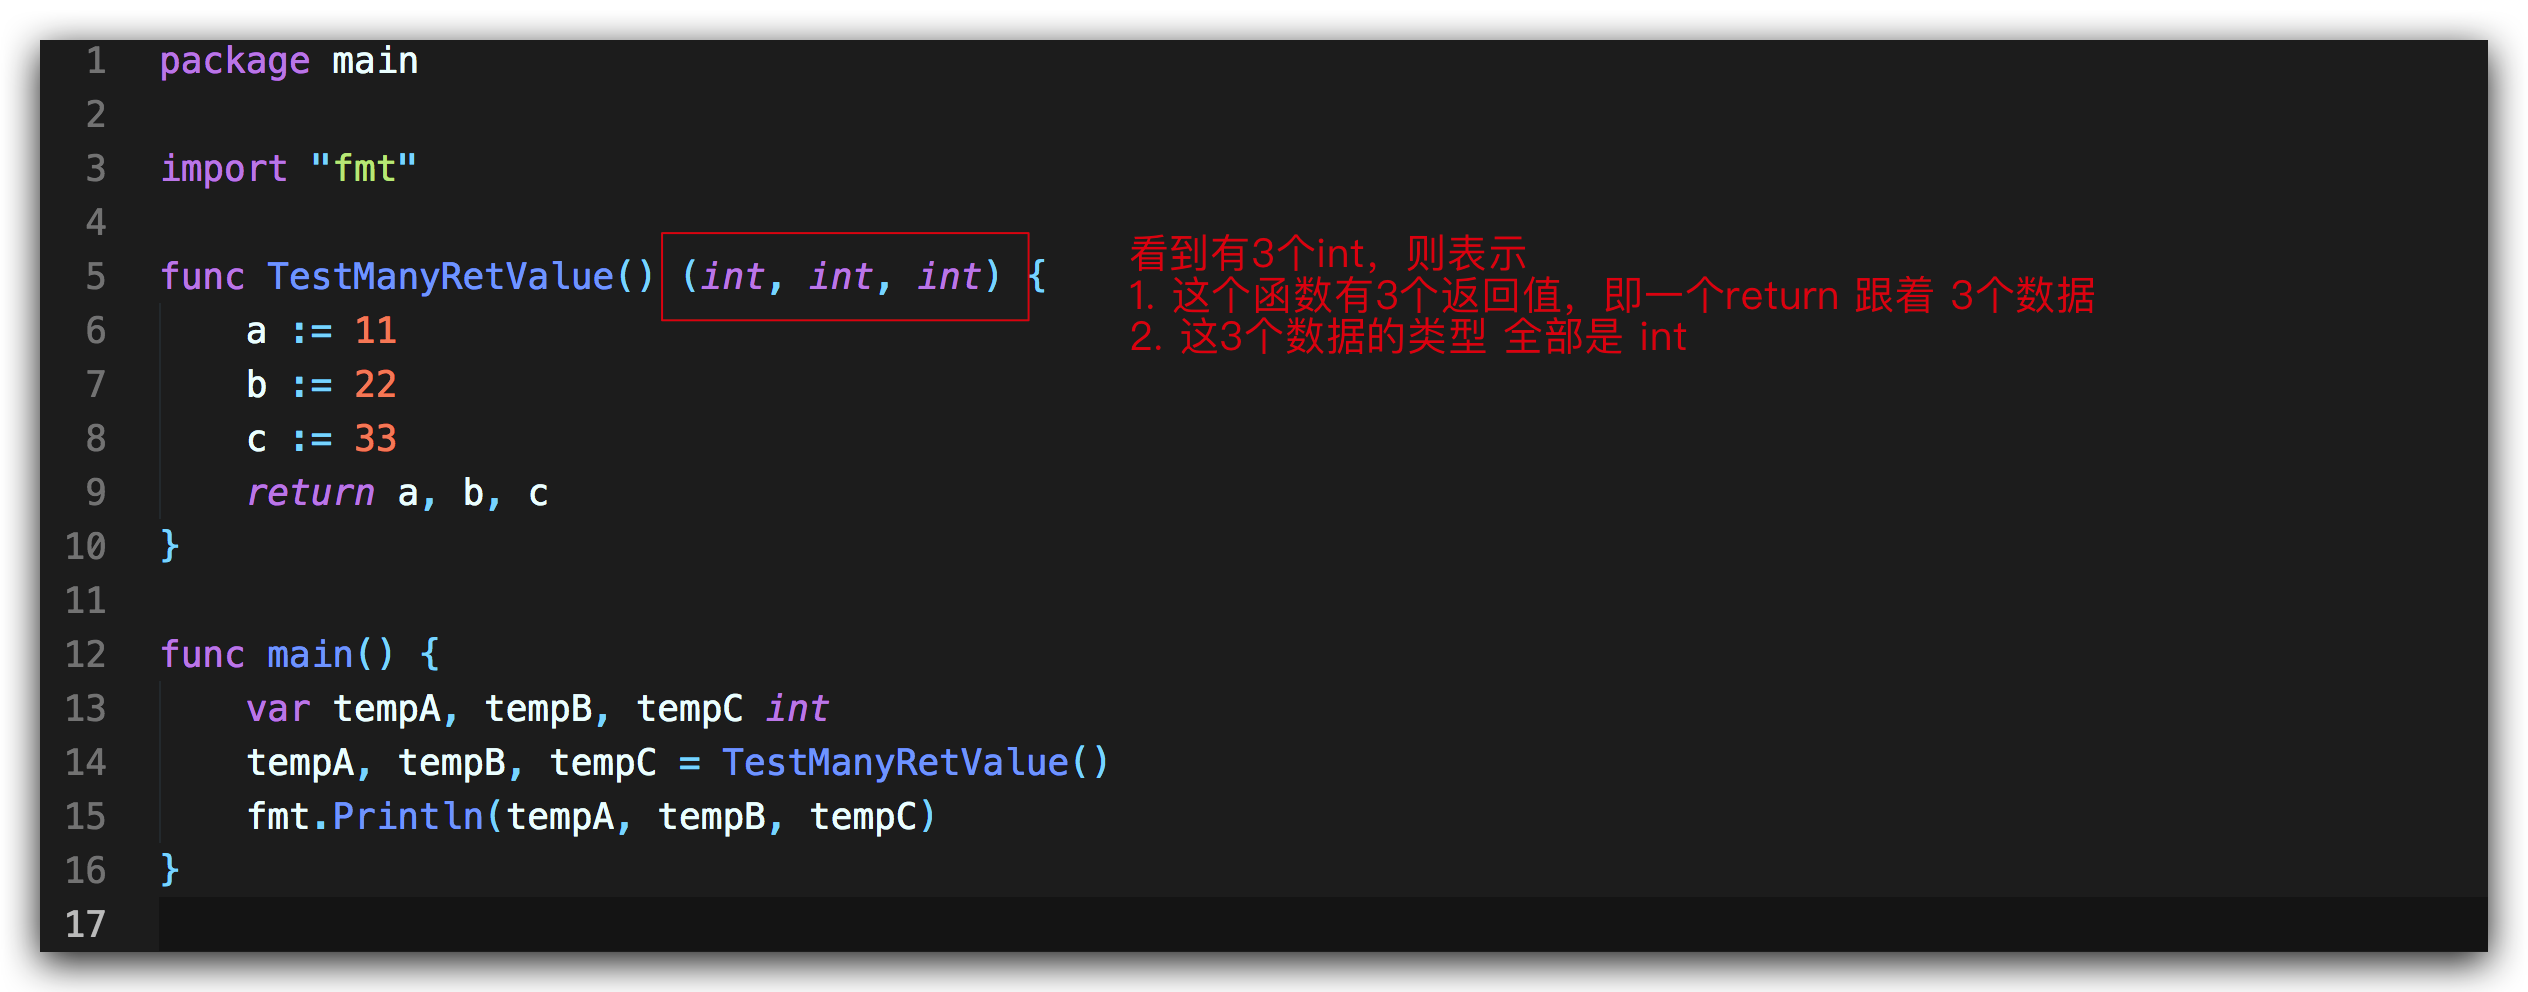 1 package main
2
3 import "fmt"
4
5 func TestManyRetValue() (int, int, int) {
看到有3个int，则表示
1. 这个函数有3个返回值，即一个return 跟着 3个数据
2. 这3个数据的类型 全部是 int
6 a := 11
7 b := 22
8 c := 33
9 return a, b, c
10 }
11
12 func main() {
13 var tempA, tempB, tempC int
14 tempA, tempB, tempC = TestManyRetValue()
15 fmt.Println(tempA, tempB, tempC)
16 }
17